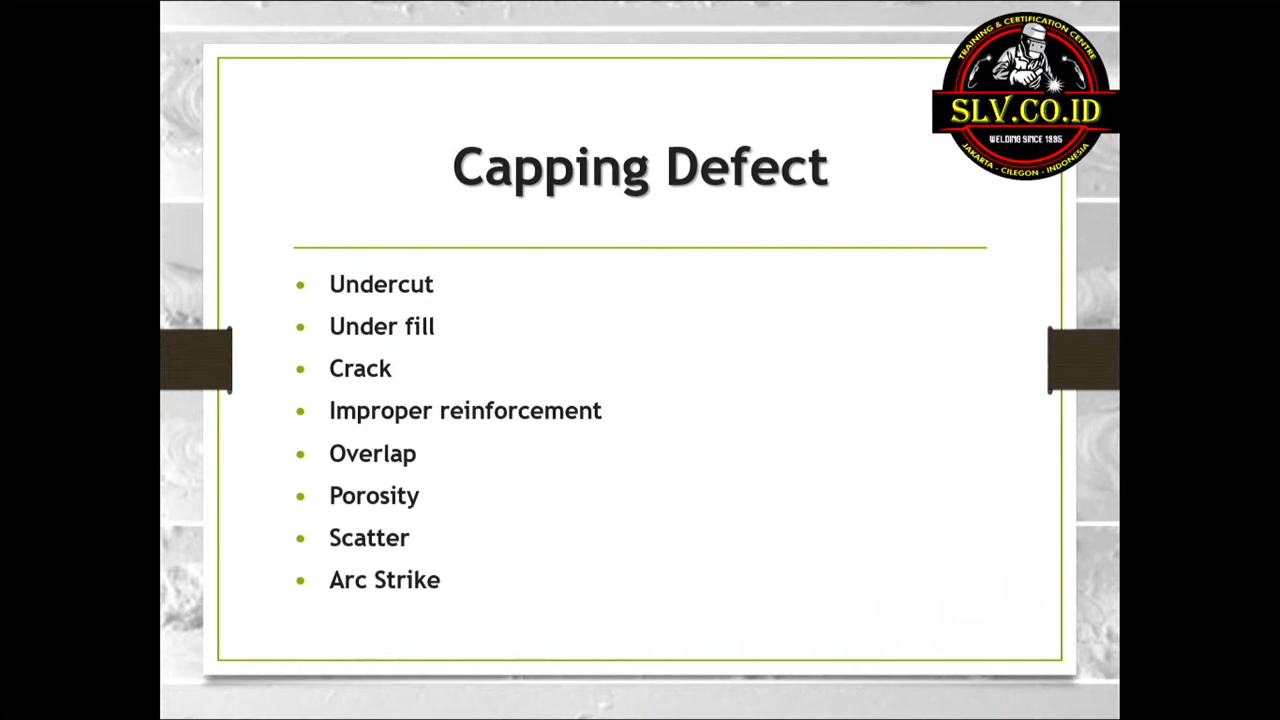 TRAINING & CERTIFICATION CENTRE
SLV.CO.ID
WELDING SINCE 1995
JAKARTA - CILEGON - INDONESIA
Capping Defect
• Undercut
• Under fill
• Crack
• Improper reinforcement
• Overlap
• Porosity
• Scatter
• Arc Strike